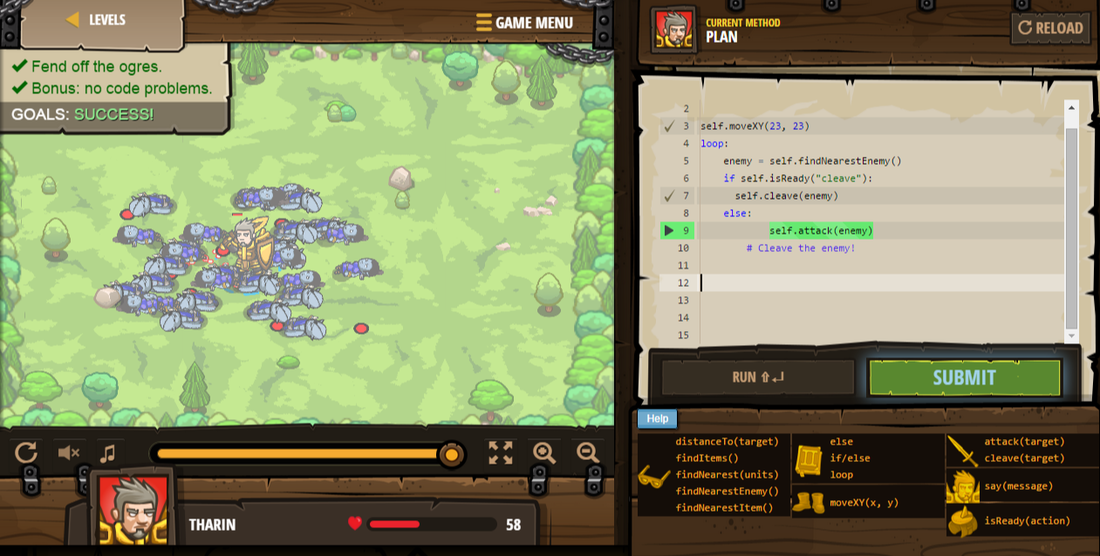 LEVELS
GAME MENU
Fend off the ogres.
Bonus: no code problems.
GOALS: SUCCESS!
THARIN
58
CURRENT METHOD
PLAN
RELOAD
2
3 self.moveXY(23, 23)
4 loop:
5 enemy = self.findNearestEnemy()
6 if self.isReady("cleave"):
7 self.cleave(enemy)
8 else:
9 self.attack(enemy)
10 # Cleave the enemy!
11
12
13
14
15
RUN
SUBMIT
Help
distanceTo(target)
findItems()
findNearest(units)
findNearestEnemy()
findNearestItem()
else
if/else
loop
moveXY(x, y)
attack(target)
cleave(target)
say(message)
isReady(action)